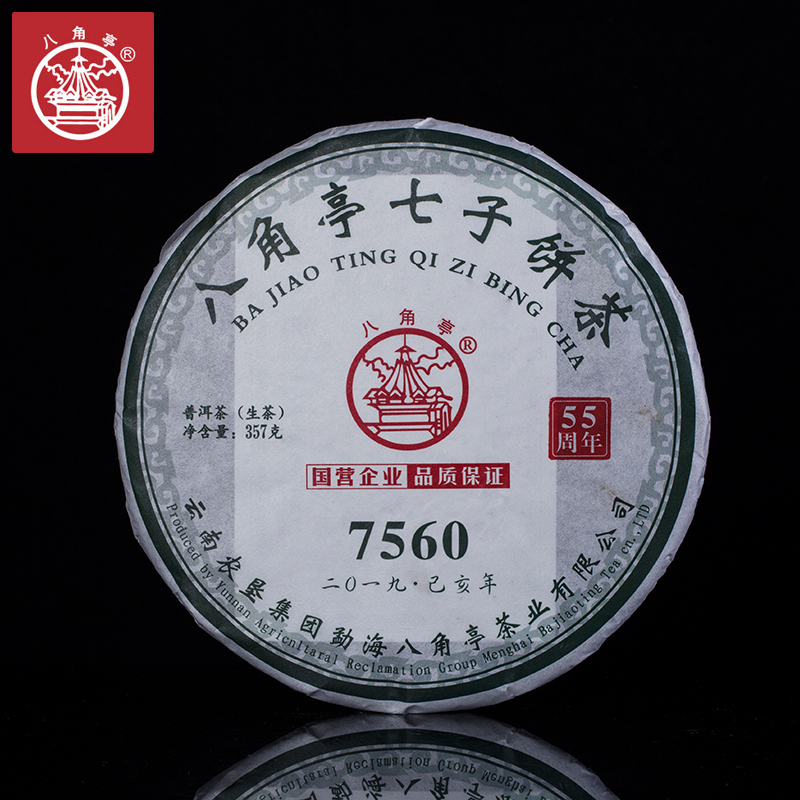 八角亭
®
八角亭七子饼茶
BA JIAO TING QI ZI BING CHA
八角亭
®
普洱茶（生茶）
净含量：357克
55
周年
国营企业 品质保证
7560
二〇一九·己亥年
云南农垦集团勐海八角亭茶业有限公司
Produced by Yunnan Agricnltaral Reclamation Group Menghai Bajiaoting Tea cn.,LTD